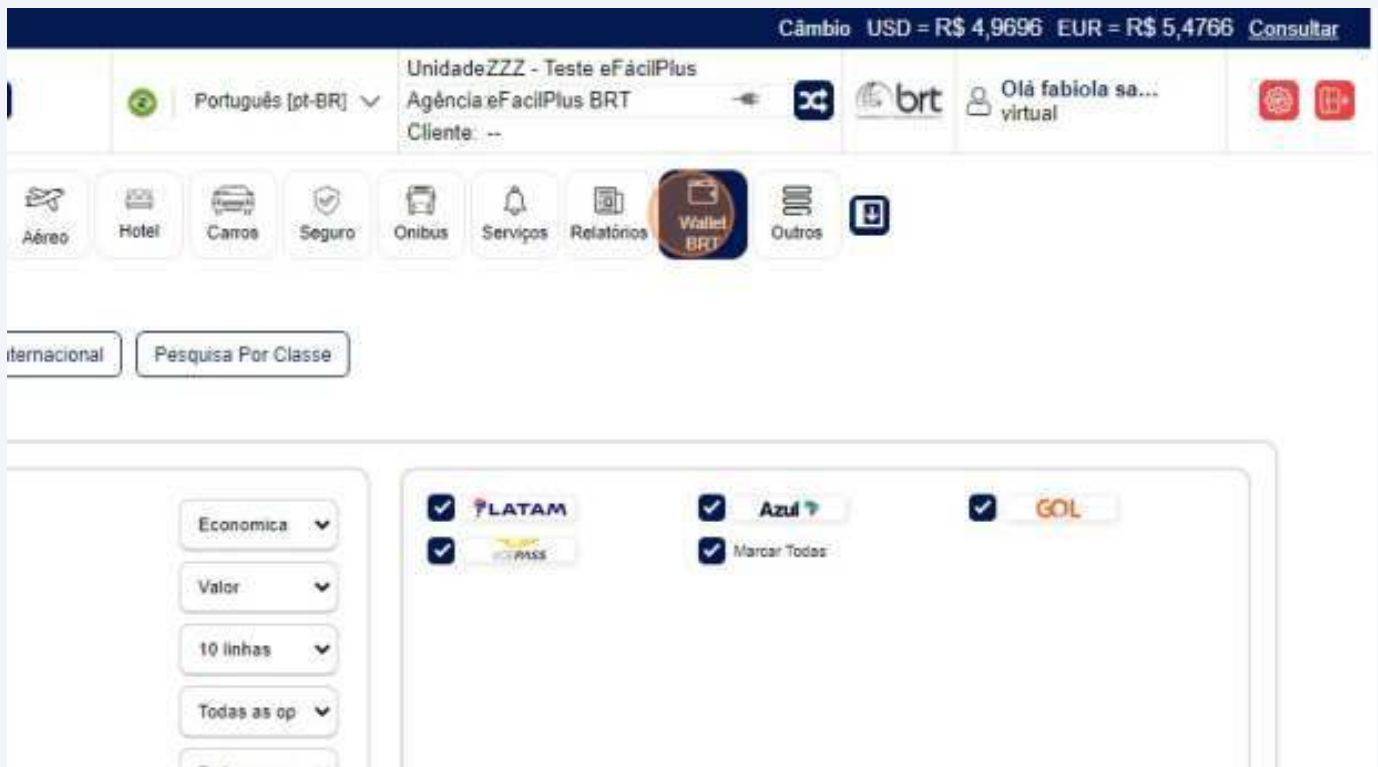 Câmbio USD = R$ 4,9696 EUR = R$ 5,4766 Consultar
Português [pt-BR]
UnidadeZZZ - Teste eFácilPlus
Agência:eFacilPlus BRT
Cliente: --
brt
Olá fabiola sa...
virtual
Aéreo
Hotel
Carros
Seguro
Onibus
Serviços
Relatórios
Wallet
BRT
Outros
nternacional
Pesquisa Por Classe
Economica
Valor
10 linhas
Todas as op
LATAM
Azul
GOL
PASS
Marcar Todas